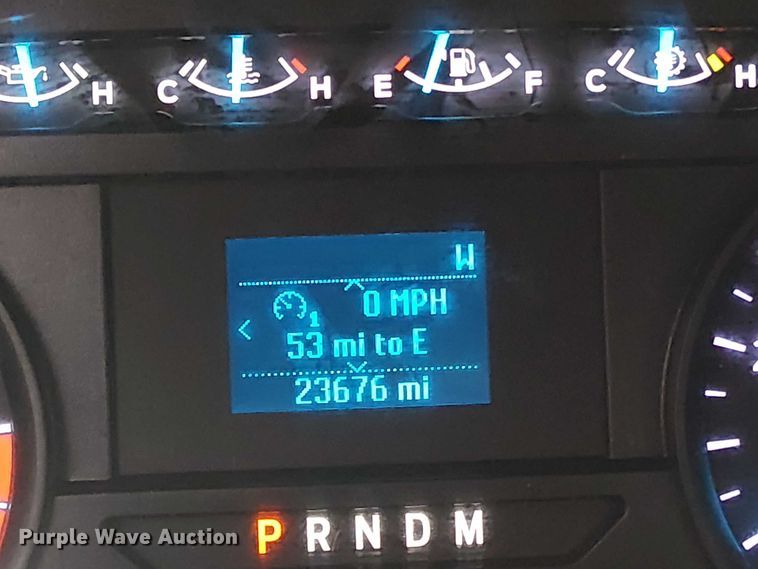 H C H E F C H
W
0 MPH
1
53 mi to E
23676 mi
P R N D M
Purple Wave Auction